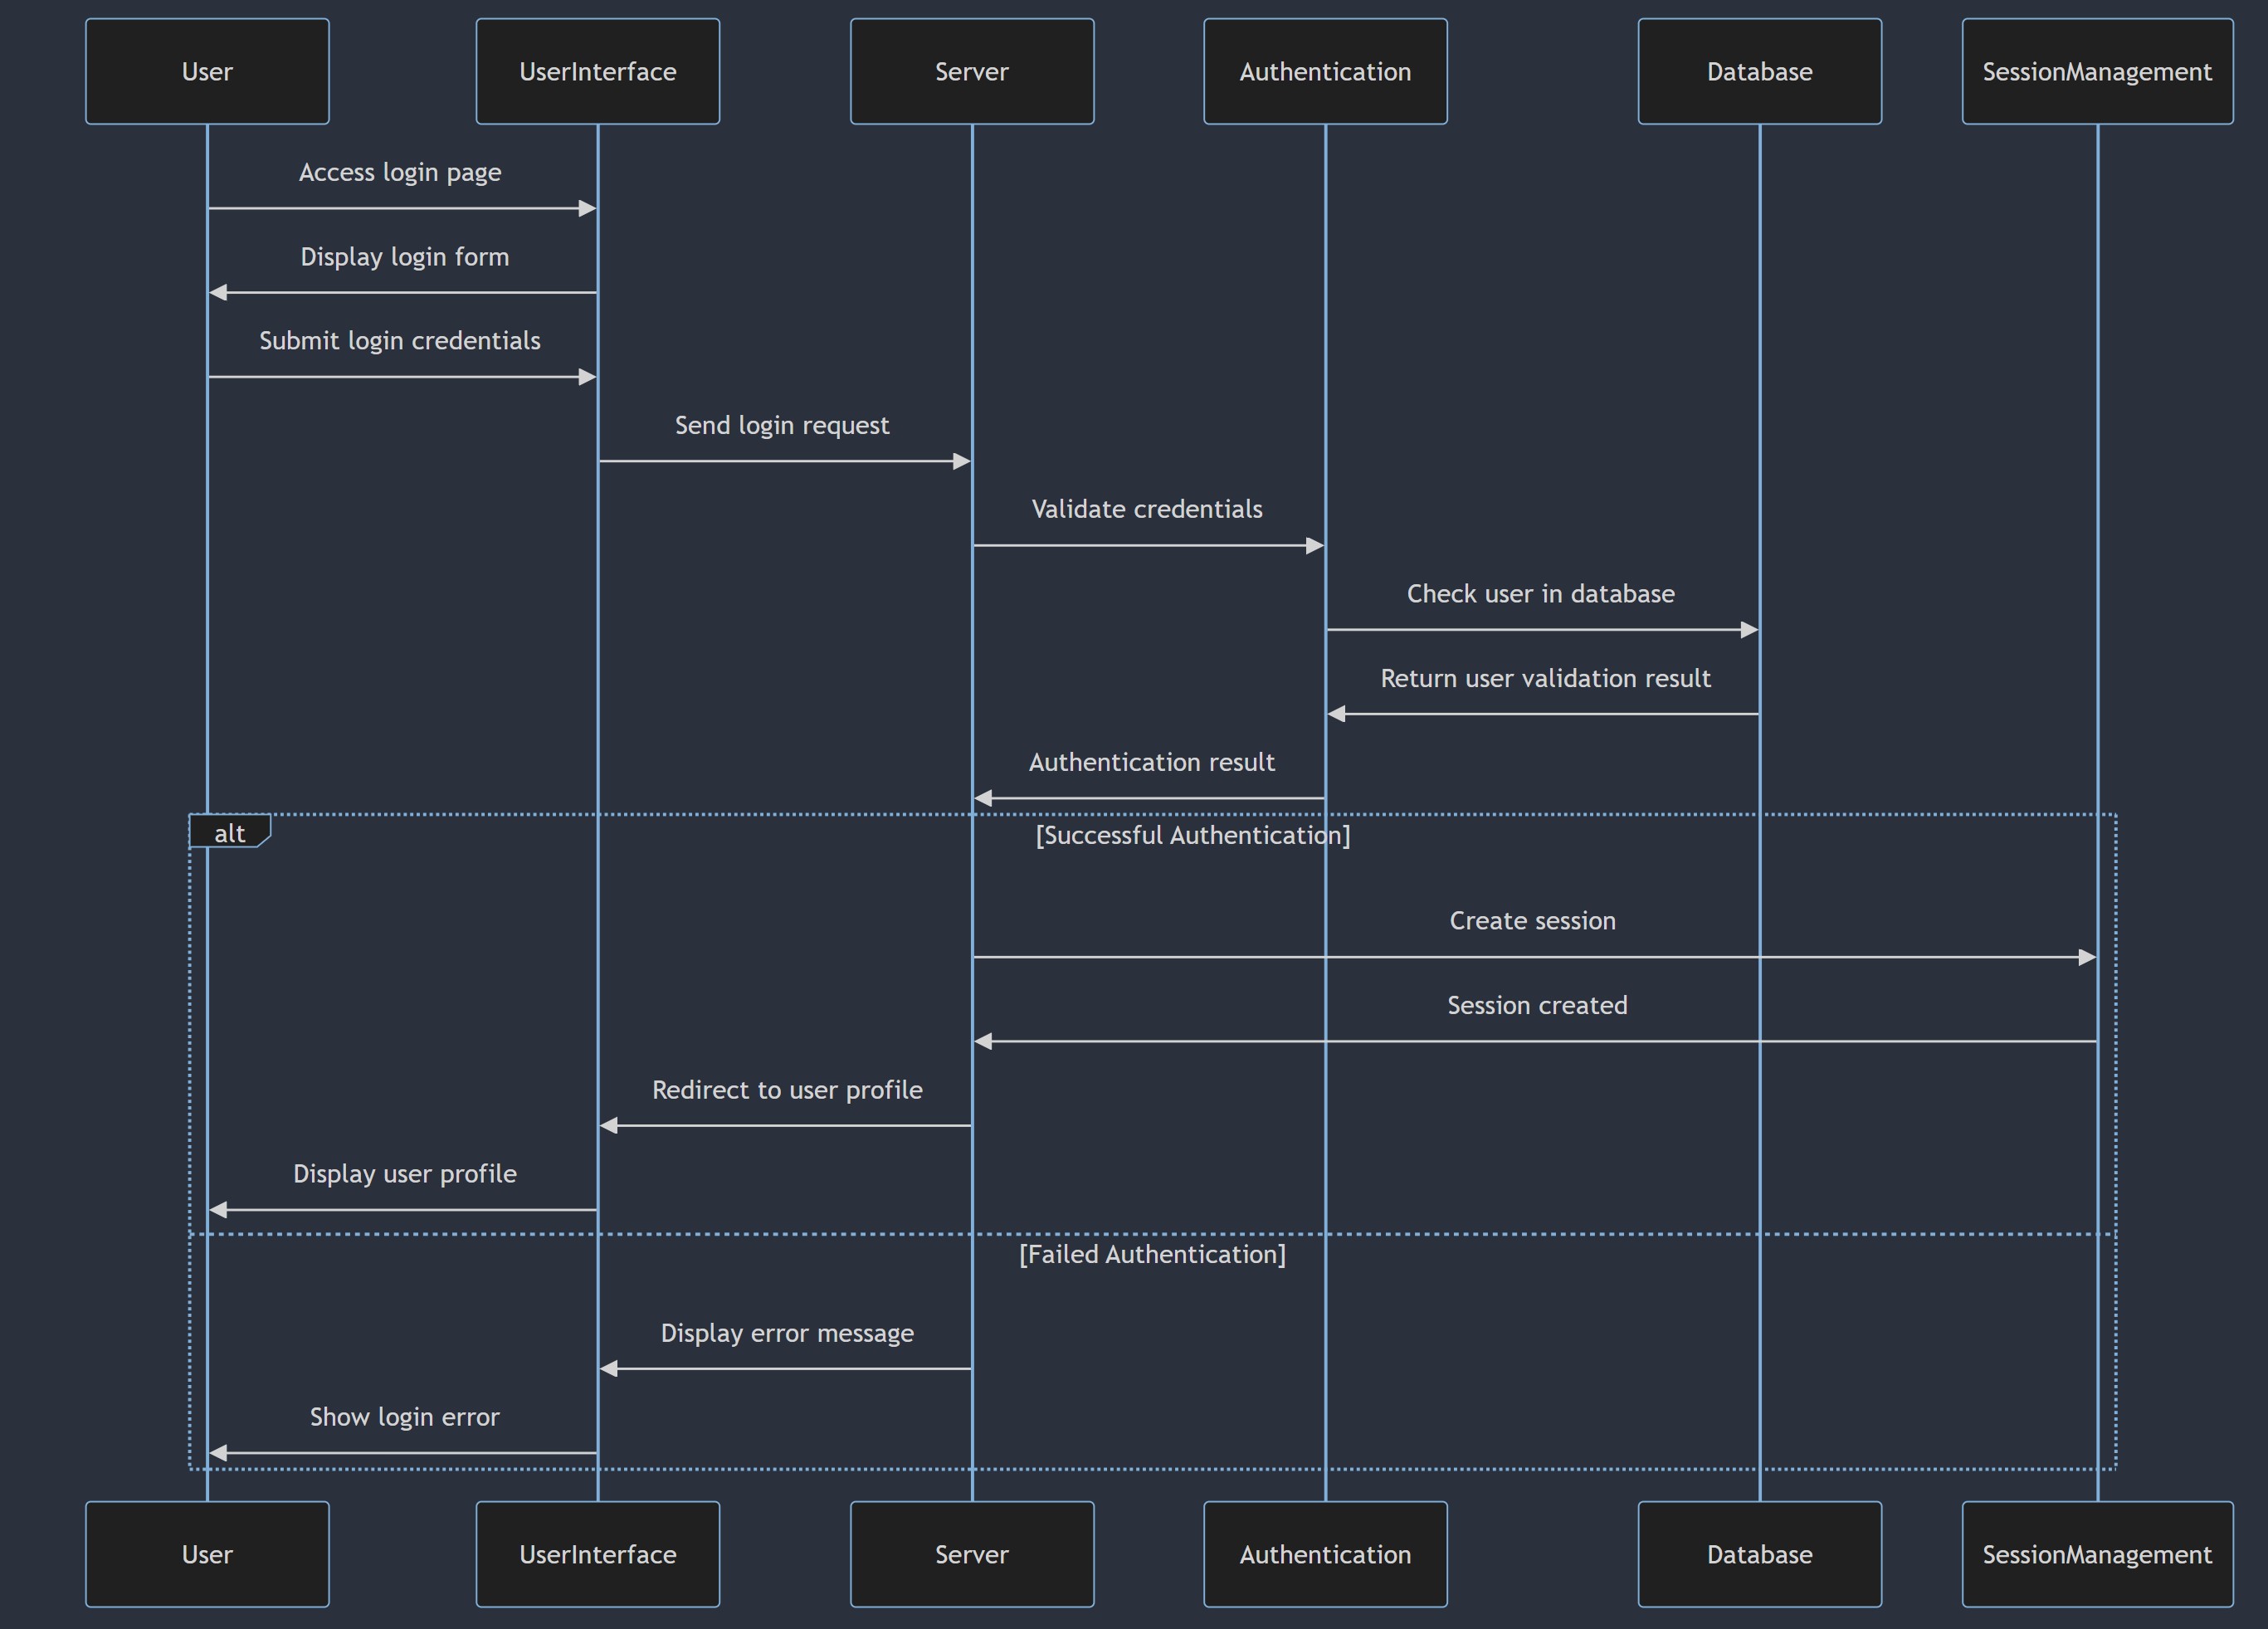 User
UserInterface
Server
Authentication
Database
SessionManagement
Access login page
Display login form
Submit login credentials
Send login request
Validate credentials
Check user in database
Return user validation result
Authentication result
alt
[Successful Authentication]
Create session
Session created
Redirect to user profile
Display user profile
[Failed Authentication]
Display error message
Show login error
User
UserInterface
Server
Authentication
Database
SessionManagement